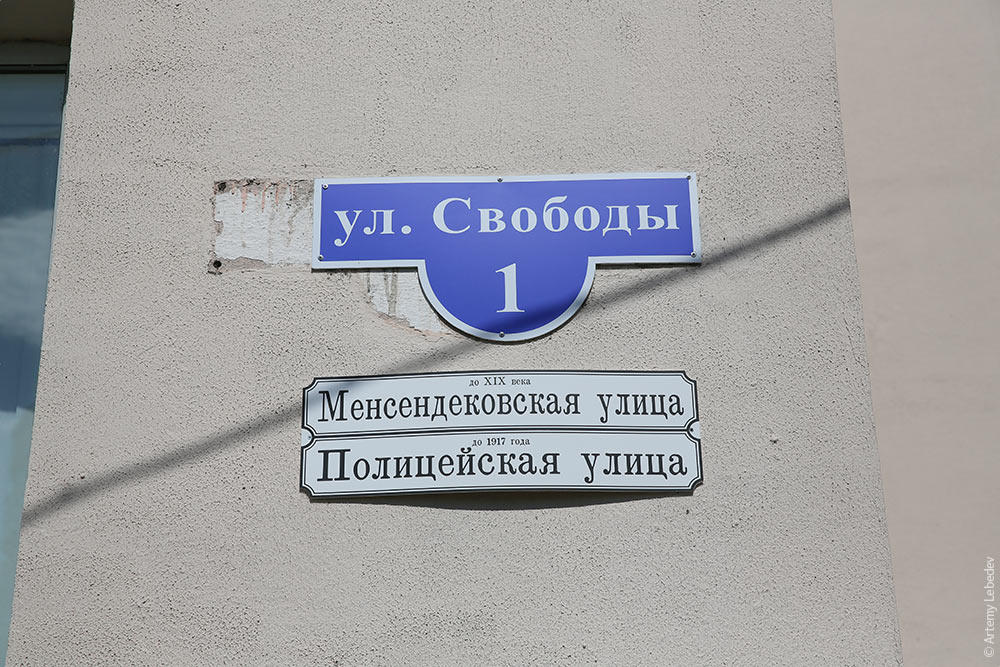 ул. Свободы
1
до XIX века
Менсендековская улица
до 1917 года
Полицейская улица
© Artemy Lebedev